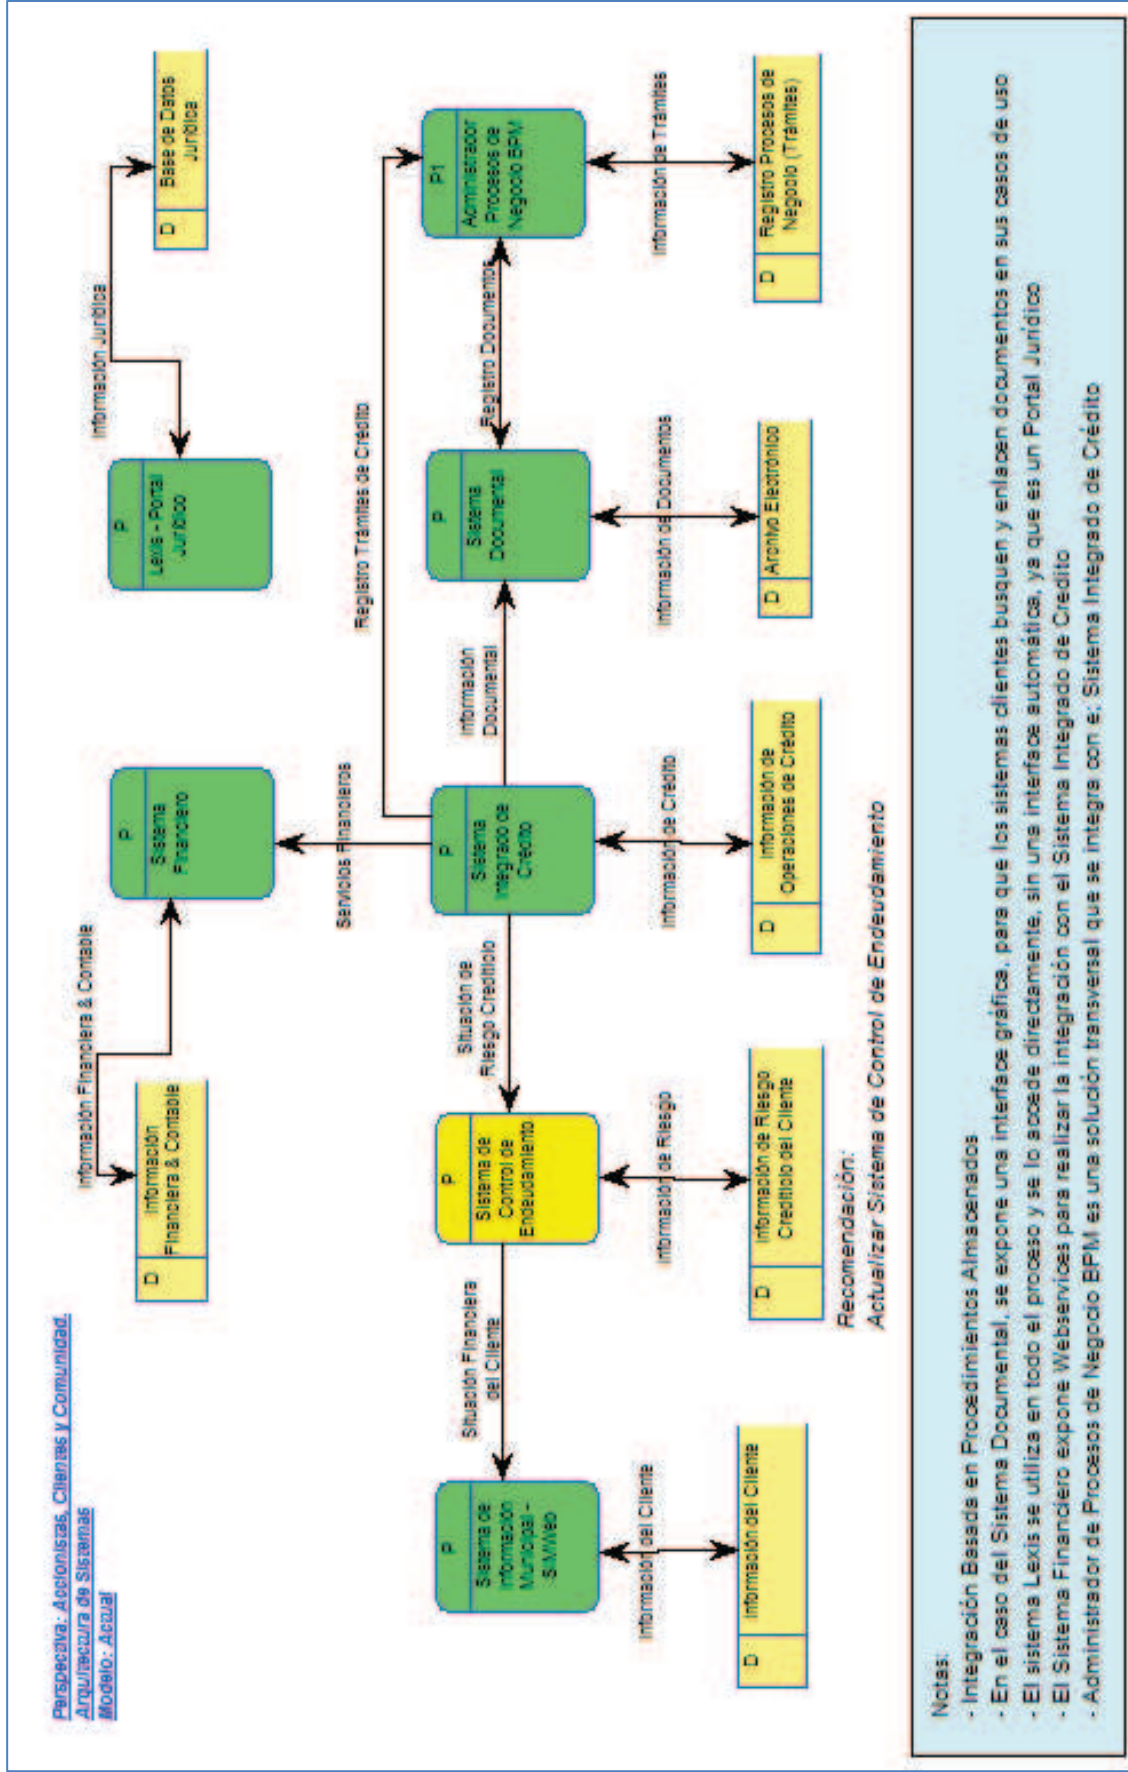 Perspectiva: Accionistas, Clientes y Comunidad.
Arquitectura de Sistemas
Modelo: Actual
Información Financiera & Contable
D
Información
Financiera & Contable
P
Sistema
Financiero
Información Jurídica
P
Lexis - Portal
Jurídico
D
Base de Datos
Jurídica
Servicios Financieros
Registro Trámites de Crédito
P
Sistema de
Información
Municipal -
SIMWeb
Situación Financiera
del Cliente
P
Sistema de
Control de
Endeudamiento
Situación de
Riesgo Crediticio
P
Sistema
Integrado de
Crédito
Información
Documental
P
Sistema
Documental
Registro Documentos
P1
Administrador
Procesos de
Negocio BPM
Información del Cliente
Información de Riesgo
Información de Crédito
Información de Documentos
Información de Trámites
D
Información del Cliente
D
Información de Riesgo
Crediticio del Cliente
D
Información de
Operaciones de Crédito
D
Archivo Electrónico
D
Registro Procesos de
Negocio (Trámites)
Recomendación:
Actualizar Sistema de Control de Endeudamiento
Notas:
- Integración Basada en Procedimientos Almacenados
- En el caso del Sistema Documental, se expone una interface gráfica, para que los sistemas clientes busquen y enlacen documentos en sus casos de uso
- El sistema Lexis se utiliza en todo el proceso y se lo accede directamente, sin una interface automática, ya que es un Portal Jurídico
- El Sistema Financiero expone Webservices para realizar la integración con el Sistema Integrado de Crédito
- Administrador de Procesos de Negocio BPM es una solución transversal que se integra con e: Sistema Integrado de Crédito